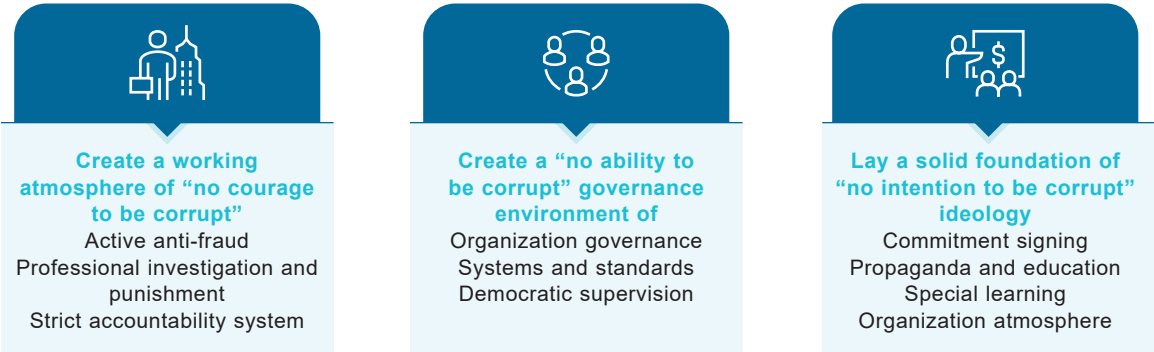 $
Create a working
atmosphere of “no courage
to be corrupt”
Active anti-fraud
Professional investigation and
punishment
Strict accountability system
Create a “no ability to
be corrupt” governance
environment of
Organization governance
Systems and standards
Democratic supervision
Lay a solid foundation of
“no intention to be corrupt”
ideology
Commitment signing
Propaganda and education
Special learning
Organization atmosphere